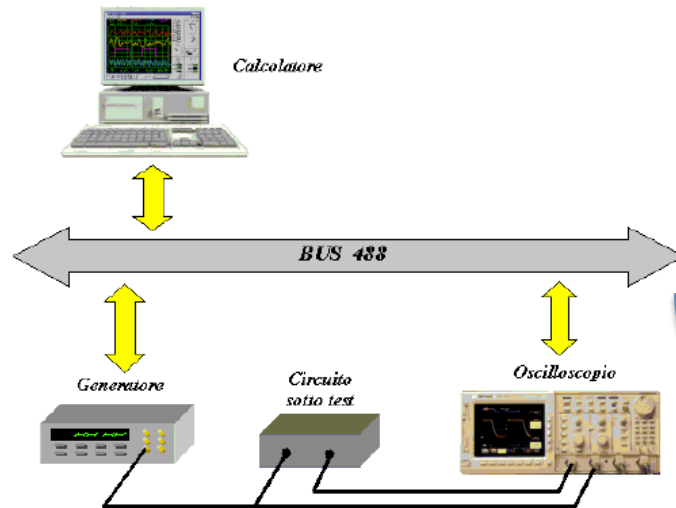 Calcolatore
BUS 488
Generatore
Circuito
sotto test
Oscilloscopio